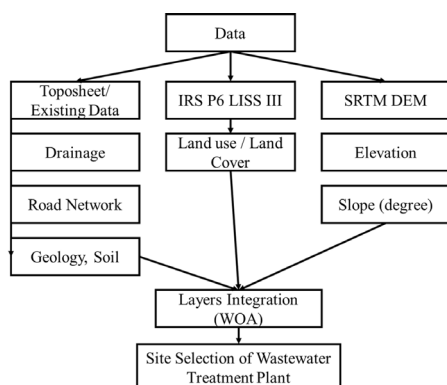 Data
Toposheet/
Existing Data
IRS P6 LISS III
SRTM DEM
Drainage
Land use / Land
Cover
Elevation
Road Network
Slope (degree)
Geology, Soil
Layers Integration
(WOA)
Site Selection of Wastewater
Treatment Plant